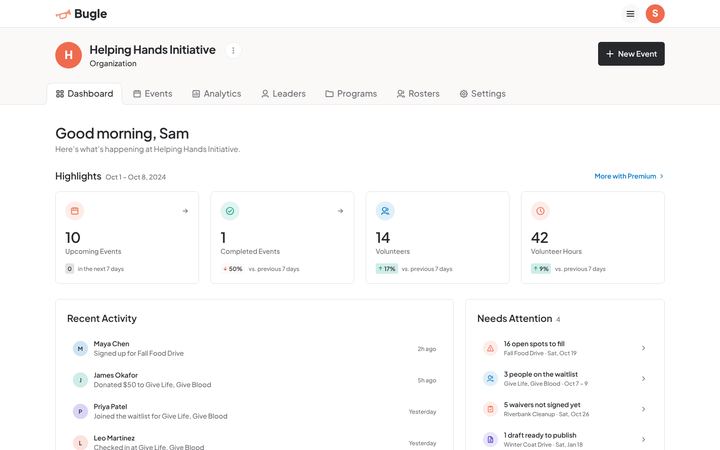 Bugle
S
H
Helping Hands Initiative
Organization
New Event
Dashboard
Events
Analytics
Leaders
Programs
Rosters
Settings
Good morning, Sam
Here's what's happening at Helping Hands Initiative.
Highlights Oct 1 – Oct 8, 2024
More with Premium
10
Upcoming Events
0 in the next 7 days
1
Completed Events
50% vs. previous 7 days
14
Volunteers
17% vs. previous 7 days
42
Volunteer Hours
9% vs. previous 7 days
Recent Activity
M
Maya Chen
Signed up for Fall Food Drive
2h ago
J
James Okafor
Donated $50 to Give Life, Give Blood
5h ago
P
Priya Patel
Joined the waitlist for Give Life, Give Blood
Yesterday
L
Leo Martinez
Checked in at Give Life, Give Blood
Yesterday
Needs Attention 4
16 open spots to fill
Fall Food Drive · Sat, Oct 19
3 people on the waitlist
Give Life, Give Blood · Oct 7 – 9
5 waivers not signed yet
Riverbank Cleanup · Sat, Oct 26
1 draft ready to publish
Winter Coat Drive · Sat, Jan 18